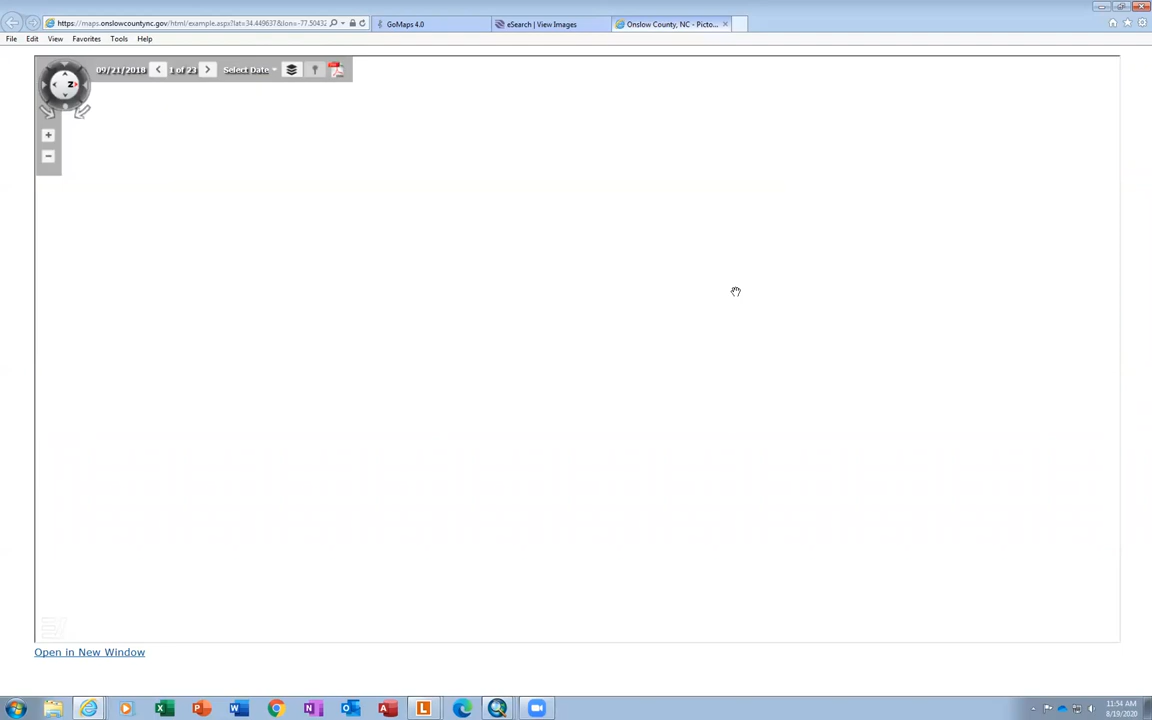 https://maps.onslowcountync.gov/html/example.aspx?lat=34.449637&lon=-77.50432
GoMaps 4.0
eSearch | View Images
Onslow County, NC - Picto...
File Edit View Favorites Tools Help
09/21/2018 1 of 23 Select Date
Z
Open in New Window
11:54 AM
8/19/2020